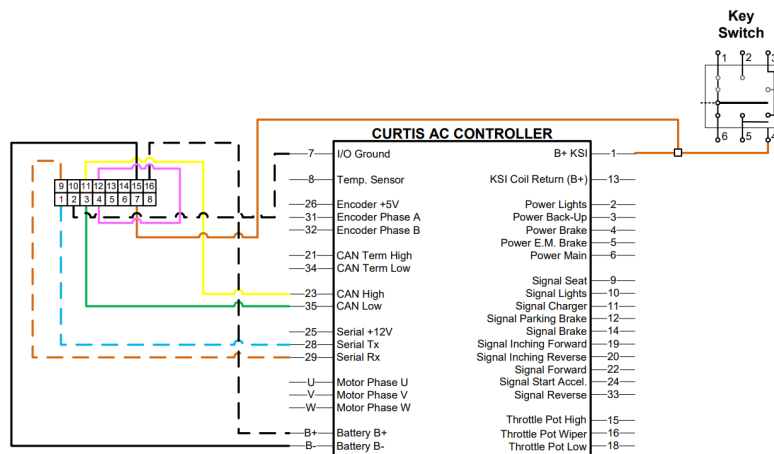 Key
Switch
1 2 3
6 5 4
CURTIS AC CONTROLLER
7 I/O Ground
8 Temp. Sensor
26 Encoder +5V
31 Encoder Phase A
32 Encoder Phase B
21 CAN Term High
34 CAN Term Low
23 CAN High
35 CAN Low
25 Serial +12V
28 Serial Tx
29 Serial Rx
U Motor Phase U
V Motor Phase V
W Motor Phase W
B+ Battery B+
B- Battery B-
B+ KSI 1
KSI Coil Return (B+) 13
Power Lights 2
Power Back-Up 3
Power Brake 4
Power E.M. Brake 5
Power Main 6
Signal Seat 9
Signal Lights 10
Signal Charger 11
Signal Parking Brake 12
Signal Brake 14
Signal Inching Forward 19
Signal Inching Reverse 20
Signal Forward 22
Signal Start Accel. 24
Signal Reverse 33
Throttle Pot High 15
Throttle Pot Wiper 16
Throttle Pot Low 18
9 10 11 12 13 14 15 16
1 2 3 4 5 6 7 8